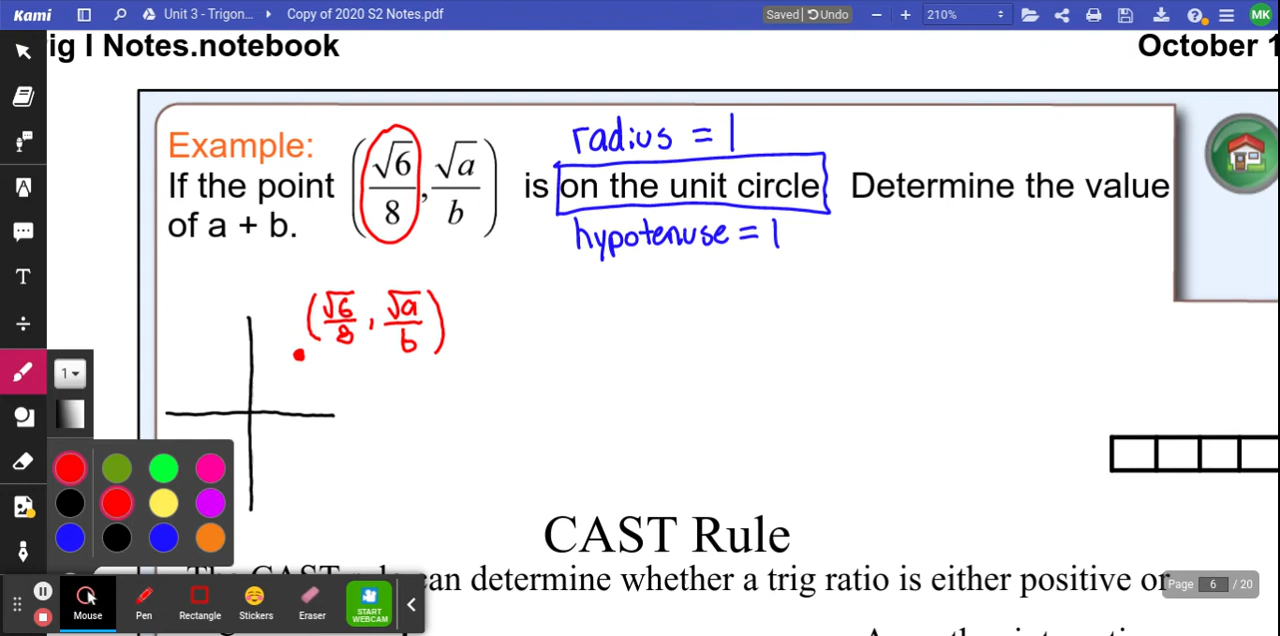 Kami Unit 3 - Trigon... Copy of 2020 S2 Notes.pdf Saved Undo − + 210% MK
ig I Notes.notebook October 1
Example:
radius = 1
If the point (√6/8, √a/b) is on the unit circle Determine the value
of a + b.
hypotenuse = 1
(√6/8, √a/b)
1
CAST Rule
can determine whether a trig ratio is either positive or
Page 6 / 20
Mouse Pen Rectangle Stickers Eraser START WEBCAM